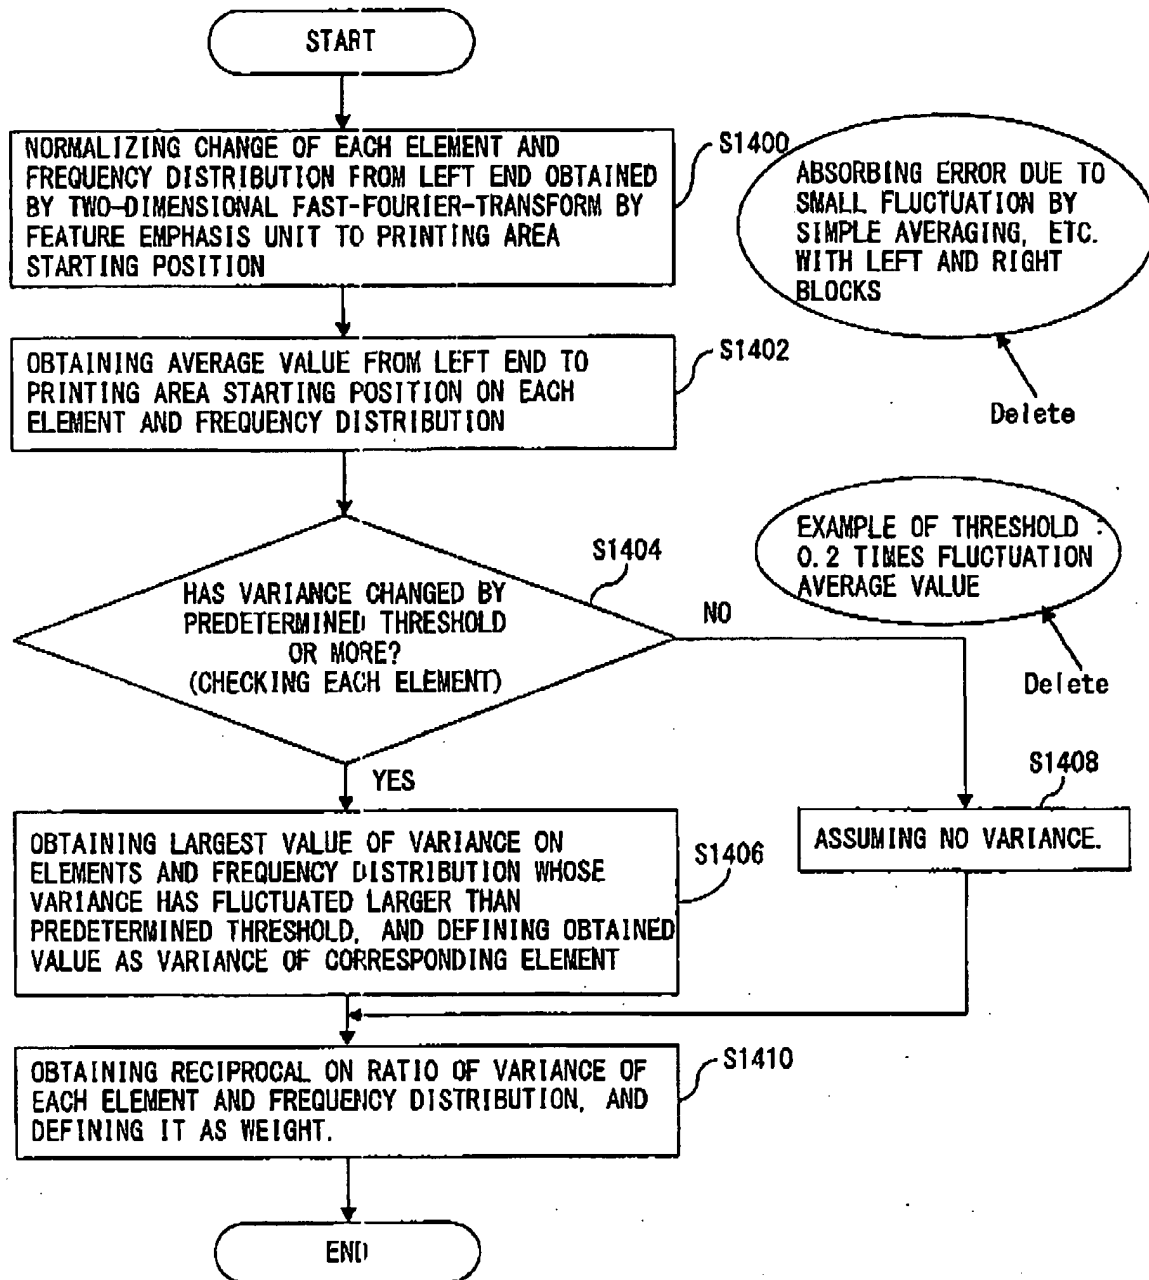 START
NORMALIZING CHANGE OF EACH ELEMENT AND
FREQUENCY DISTRIBUTION FROM LEFT END OBTAINED
BY TWO-DIMENSIONAL FAST-FOURIER-TRANSFORM BY
FEATURE EMPHASIS UNIT TO PRINTING AREA
STARTING POSITION
S1400
ABSORBING ERROR DUE TO
SMALL FLUCTUATION BY
SIMPLE AVERAGING, ETC.
WITH LEFT AND RIGHT
BLOCKS
Delete
OBTAINING AVERAGE VALUE FROM LEFT END TO
PRINTING AREA STARTING POSITION ON EACH
ELEMENT AND FREQUENCY DISTRIBUTION
S1402
HAS VARIANCE CHANGED BY
PREDETERMINED THRESHOLD
OR MORE?
(CHECKING EACH ELEMENT)
S1404
NO
EXAMPLE OF THRESHOLD :
0.2 TIMES FLUCTUATION
AVERAGE VALUE
Delete
YES
S1408
ASSUMING NO VARIANCE.
OBTAINING LARGEST VALUE OF VARIANCE ON
ELEMENTS AND FREQUENCY DISTRIBUTION WHOSE
VARIANCE HAS FLUCTUATED LARGER THAN
PREDETERMINED THRESHOLD, AND DEFINING OBTAINED
VALUE AS VARIANCE OF CORRESPONDING ELEMENT
S1406
OBTAINING RECIPROCAL ON RATIO OF VARIANCE OF
EACH ELEMENT AND FREQUENCY DISTRIBUTION, AND
DEFINING IT AS WEIGHT.
S1410
END